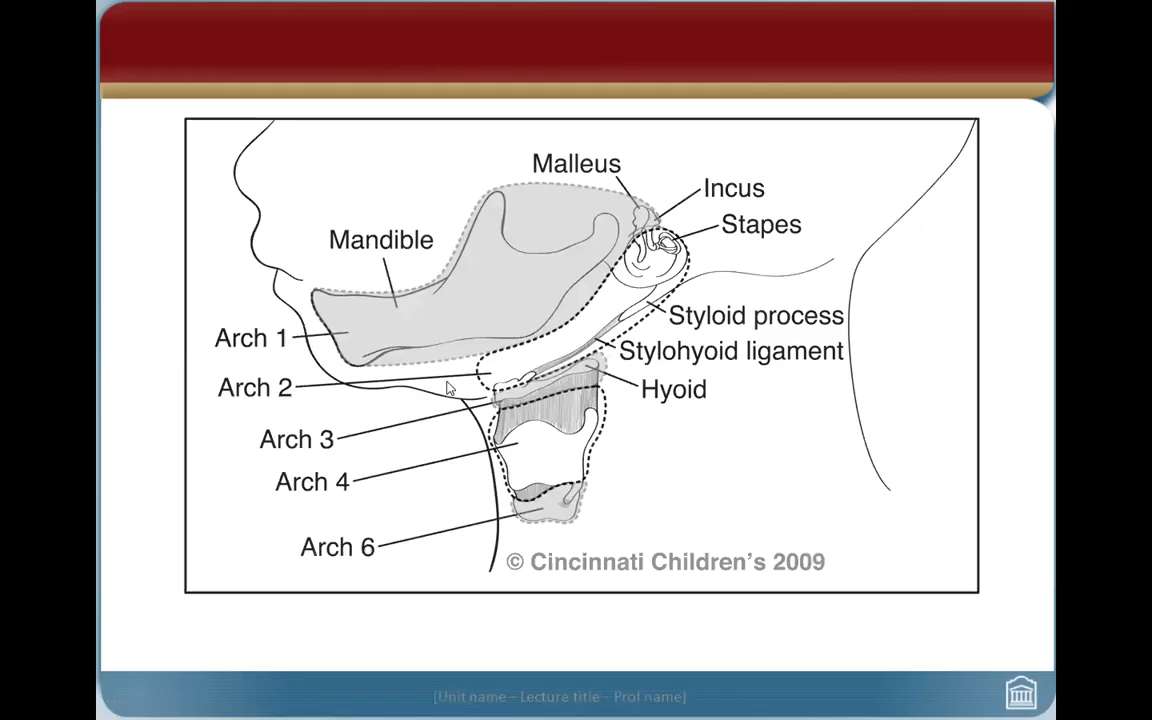 Malleus
Incus
Stapes
Mandible
Styloid process
Arch 1
Stylohyoid ligament
Arch 2
Hyoid
Arch 3
Arch 4
Arch 6
© Cincinnati Children's 2009
[Unit name – Lecture title - Prof name]